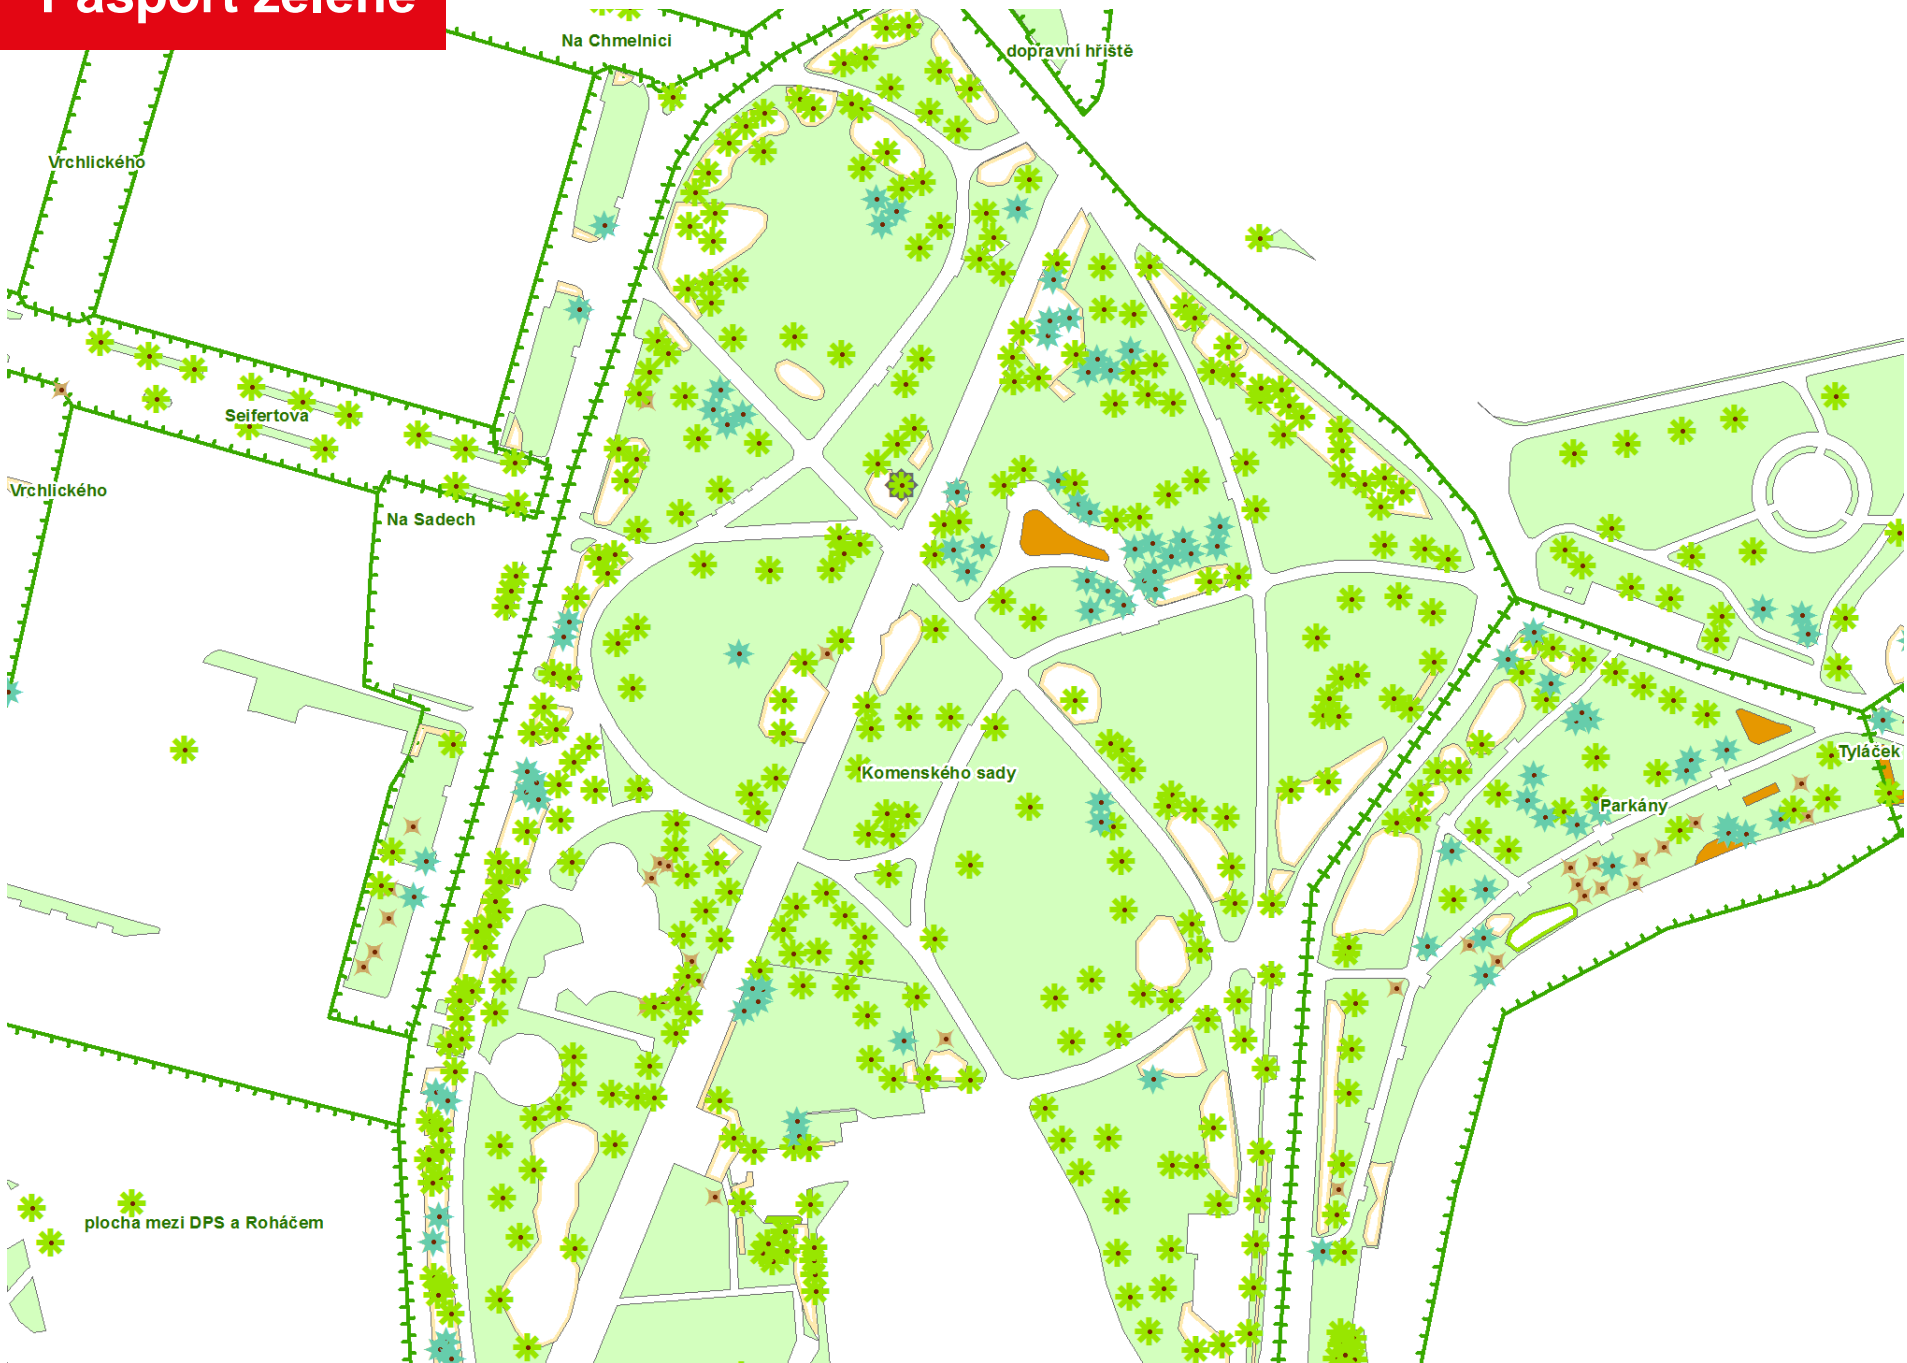 Pasport zeleně
Na Chmelnici
dopravní hřiště
Vrchlického
Seifertova
Vrchlického
Na Sadech
Komenského sady
Tyláček
Parkány
plocha mezi DPS a Roháčem